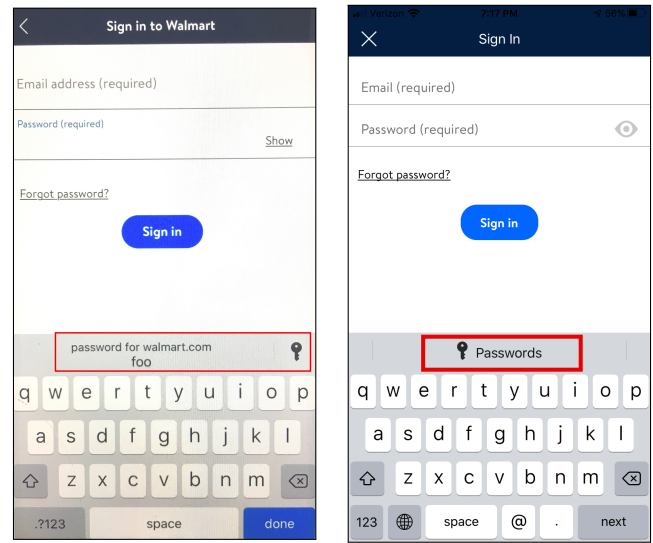 Sign in to Walmart
Email address (required)
Password (required)
Show
Forgot password?
Sign in
password for walmart.com
foo
q w e r t y u i o p
a s d f g h j k l
z x c v b n m
.?123 space done
Verizon 7:17 PM 56%
Sign In
Email (required)
Password (required)
Forgot password?
Sign in
Passwords
q w e r t y u i o p
a s d f g h j k l
z x c v b n m
123 space @ . next